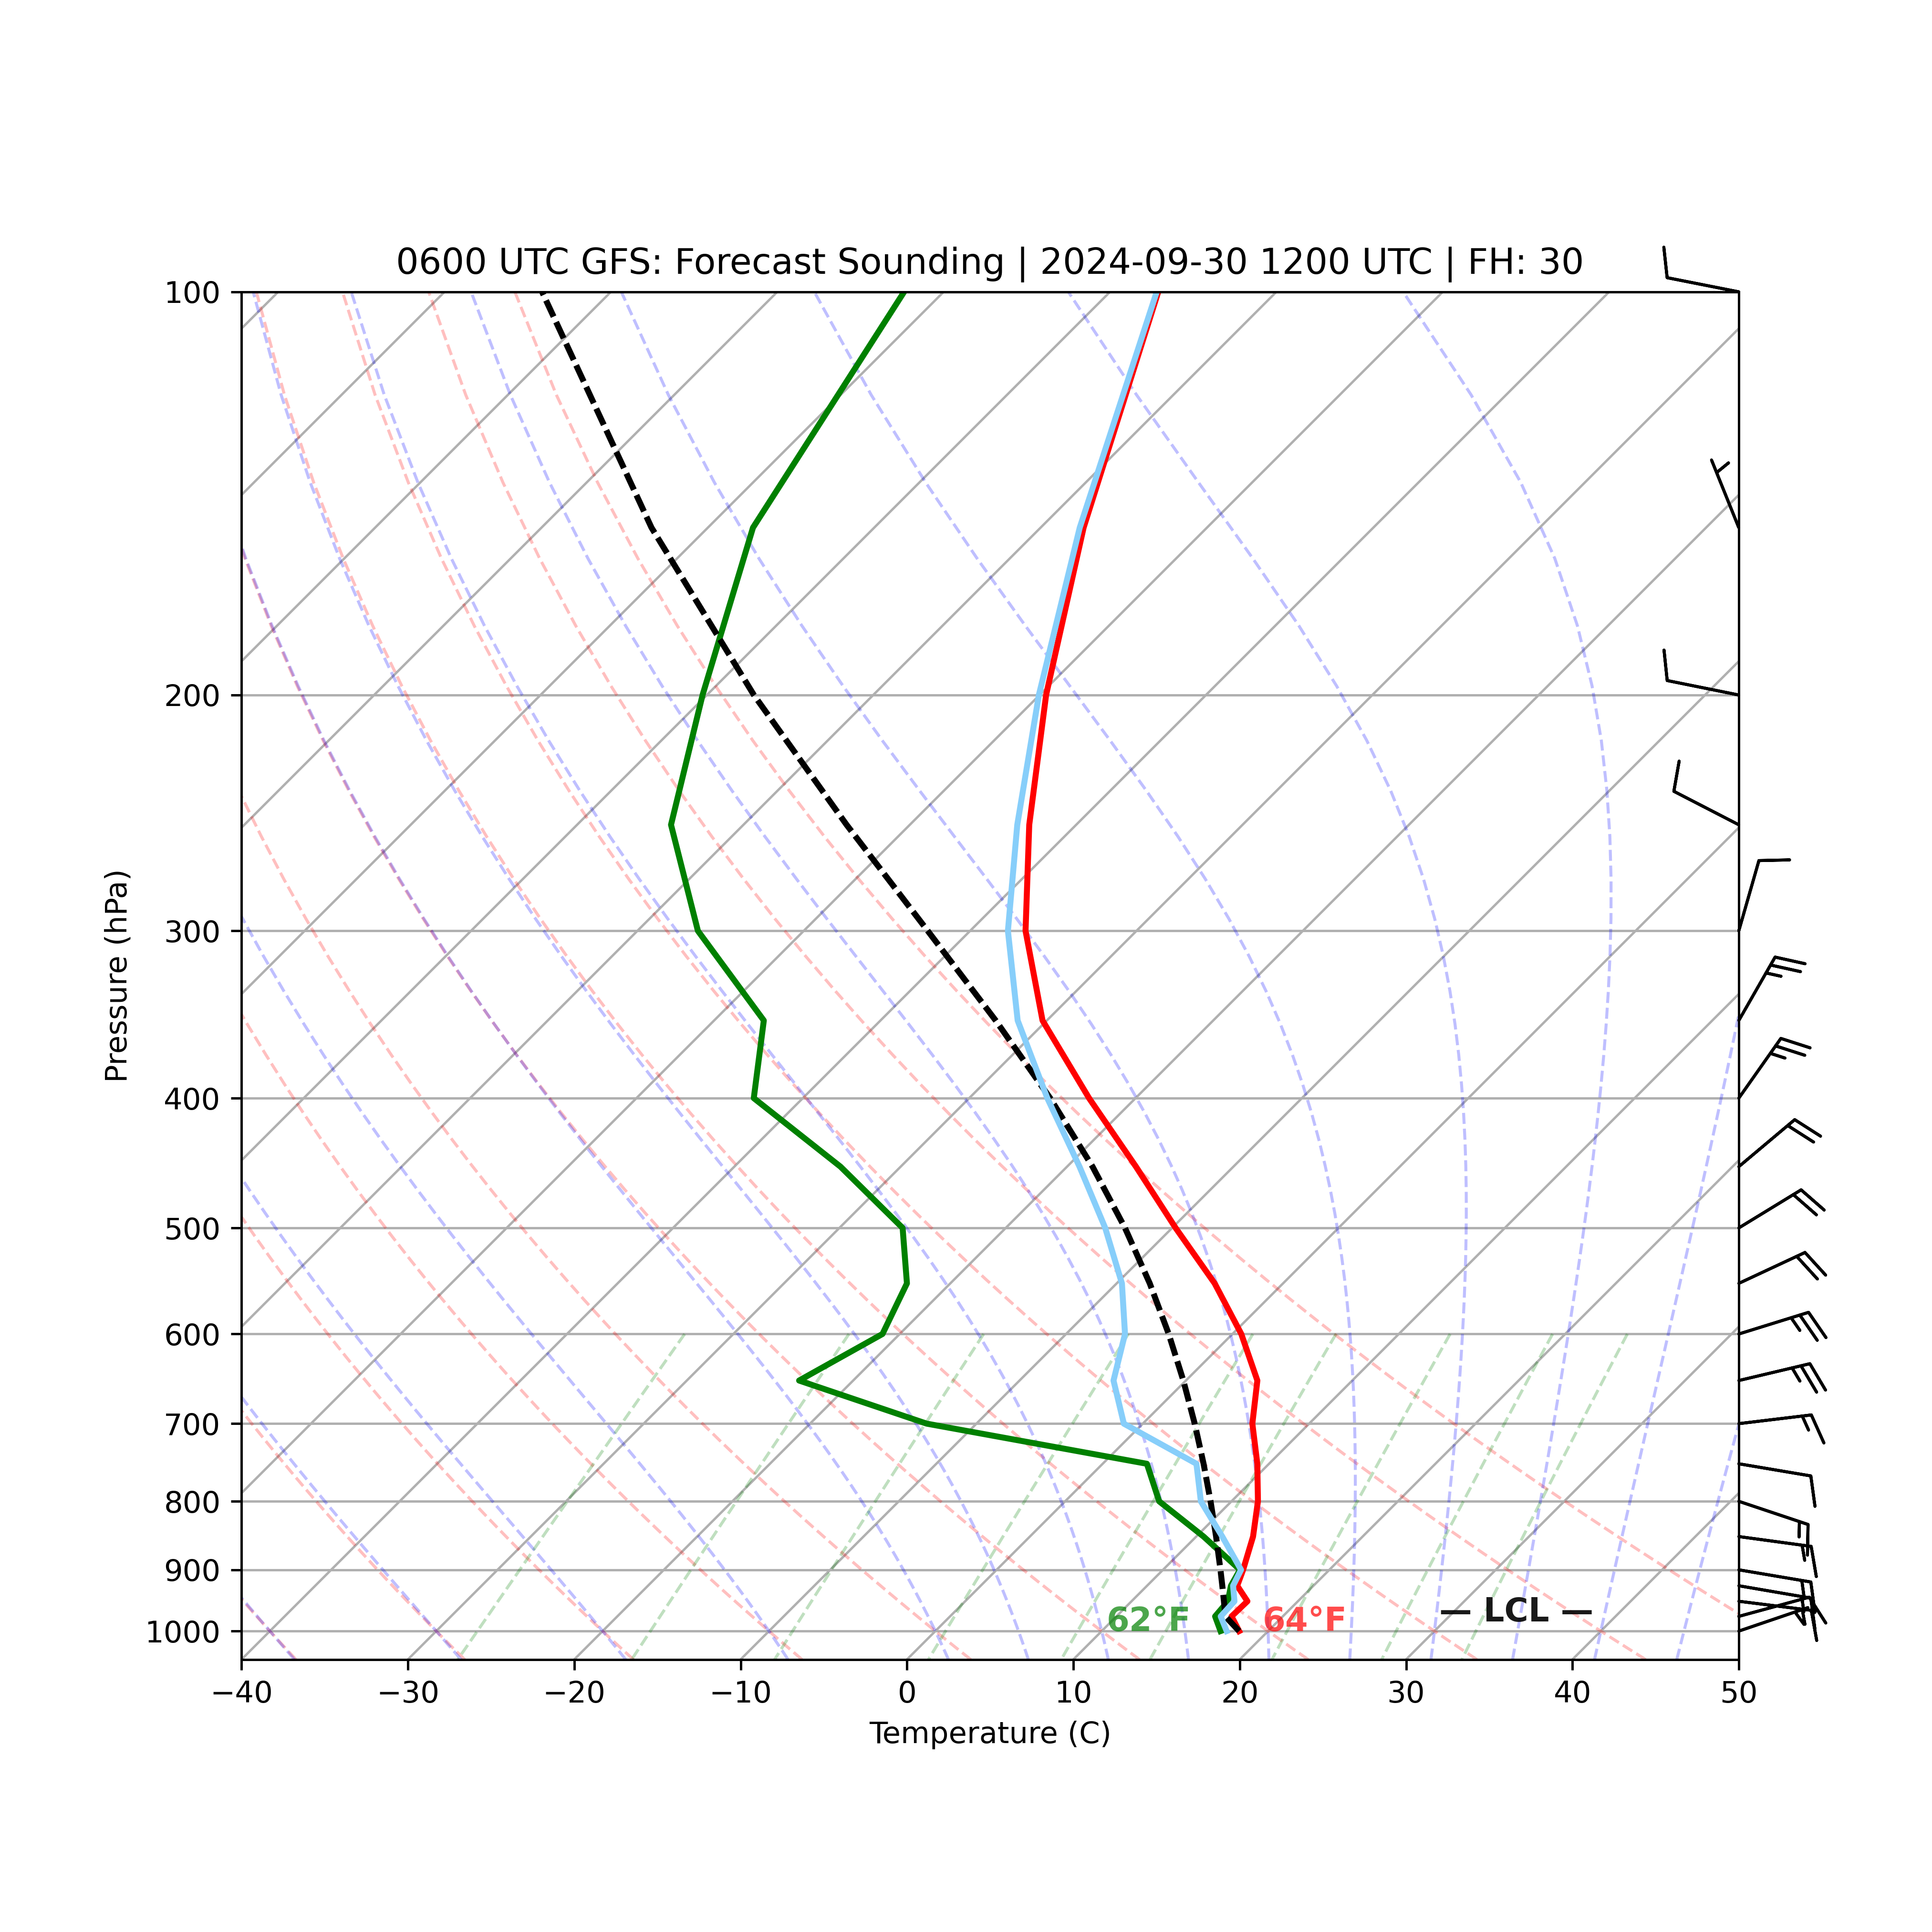 0600 UTC GFS: Forecast Sounding | 2024-09-30 1200 UTC | FH: 30
100
200
300
400
500
600
700
800
900
1000
Pressure (hPa)
62°F
64°F
— LCL —
−40 −30 −20 −10 0 10 20 30 40 50
Temperature (C)